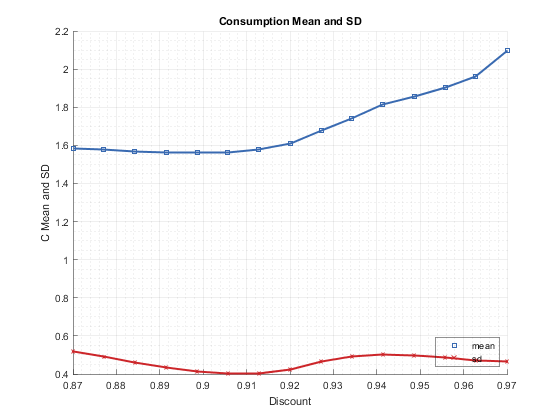 Consumption Mean and SD
2.2
2
1.8
1.6
1.4
1.2
1
0.8
0.6
0.4
C Mean and SD
0.87 0.88 0.89 0.9 0.91 0.92 0.93 0.94 0.95 0.96 0.97
Discount
mean
sd